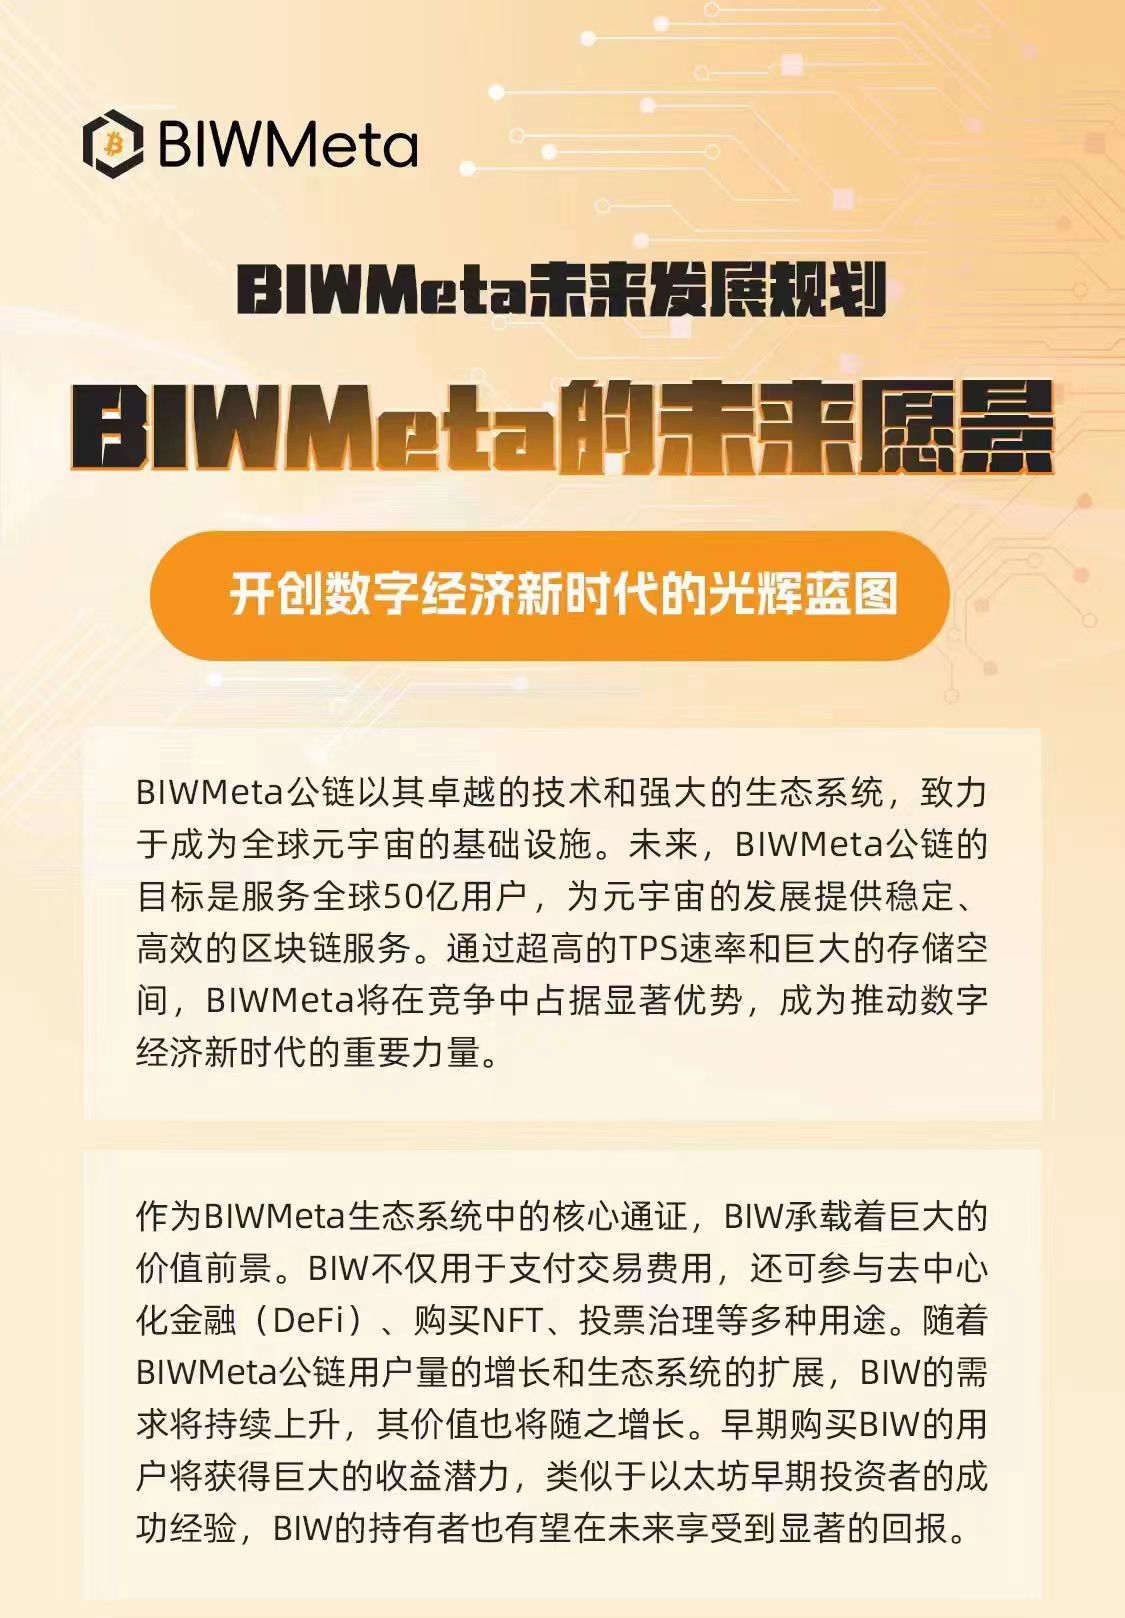 BIWMeta
BIWMeta未来发展规划
BIWMeta的未来愿景
开创数字经济新时代的光辉蓝图
BIWMeta公链以其卓越的技术和强大的生态系统，致力
于成为全球元宇宙的基础设施。未来，BIWMeta公链的
目标是服务全球50亿用户，为元宇宙的发展提供稳定、
高效的区块链服务。通过超高的TPS速率和巨大的存储空
间，BIWMeta将在竞争中占据显著优势，成为推动数字
经济新时代的重要力量。
作为BIWMeta生态系统中的核心通证，BIW承载着巨大的
价值前景。BIW不仅用于支付交易费用，还可参与去中心
化金融（DeFi）、购买NFT、投票治理等多种用途。随着
BIWMeta公链用户量的增长和生态系统的扩展，BIW的需
求将持续上升，其价值也将随之增长。早期购买BIW的用
户将获得巨大的收益潜力，类似于以太坊早期投资者的成
功经验，BIW的持有者也有望在未来享受到显著的回报。